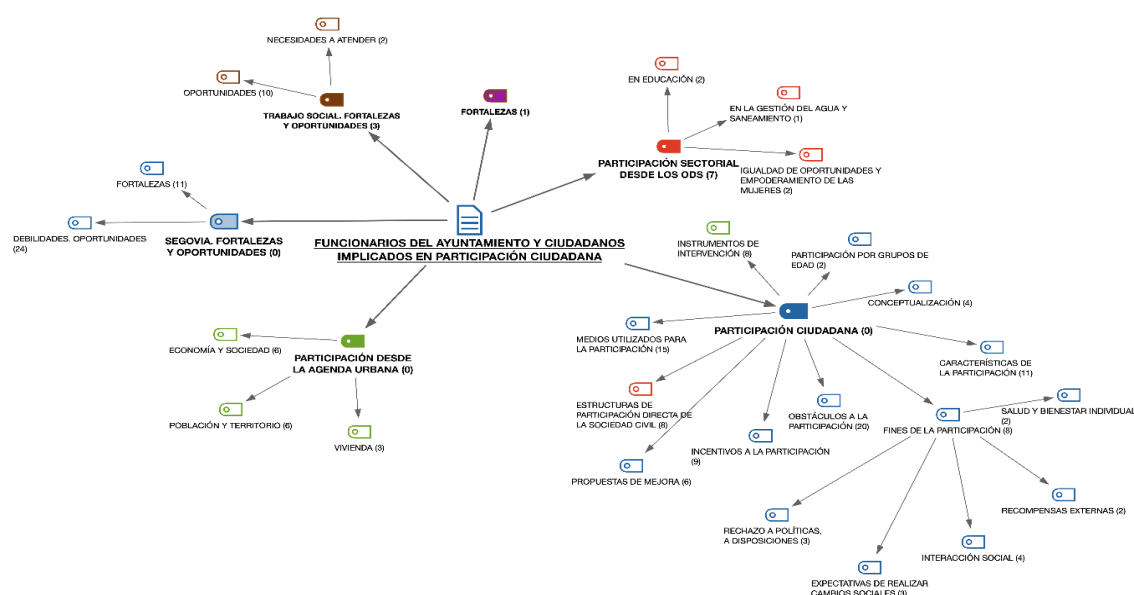 NECESIDADES A ATENDER (2)
OPORTUNIDADES (10)
TRABAJO SOCIAL. FORTALEZAS
Y OPORTUNIDADES (3)
FORTALEZAS (1)
EN EDUCACIÓN (2)
EN LA GESTIÓN DEL AGUA Y
SANEAMIENTO (1)
PARTICIPACIÓN SECTORIAL
DESDE LOS ODS (7)
IGUALDAD DE OPORTUNIDADES Y
EMPODERAMIENTO DE LAS
MUJERES (2)
FORTALEZAS (11)
DEBILIDADES. OPORTUNIDADES
(24)
SEGOVIA. FORTALEZAS
Y OPORTUNIDADES (0)
FUNCIONARIOS DEL AYUNTAMIENTO Y CIUDADANOS
IMPLICADOS EN PARTICIPACIÓN CIUDADANA
INSTRUMENTOS DE
INTERVENCIÓN (6)
PARTICIPACIÓN POR GRUPOS DE
EDAD (2)
CONCEPTUALIZACIÓN (4)
PARTICIPACIÓN CIUDADANA (0)
MEDIOS UTILIZADOS PARA
LA PARTICIPACIÓN (15)
CARACTERÍSTICAS DE
LA PARTICIPACIÓN (11)
ECONOMÍA Y SOCIEDAD (6)
PARTICIPACIÓN DESDE
LA AGENDA URBANA (0)
POBLACIÓN Y TERRITORIO (6)
VIVIENDA (3)
ESTRUCTURAS DE
PARTICIPACIÓN DIRECTA DE
LA SOCIEDAD CIVIL (8)
OBSTÁCULOS A LA
PARTICIPACIÓN (20)
SALUD Y BIENESTAR INDIVIDUAL
(2)
FINES DE LA PARTICIPACIÓN (8)
INCENTIVOS A LA PARTICIPACIÓN
(9)
PROPUESTAS DE MEJORA (6)
RECOMPENSAS EXTERNAS (2)
RECHAZO A POLÍTICAS,
A DISPOSICIONES (3)
INTERACCIÓN SOCIAL (4)
EXPECTATIVAS DE REALIZAR
CAMBIOS SOCIALES (3)